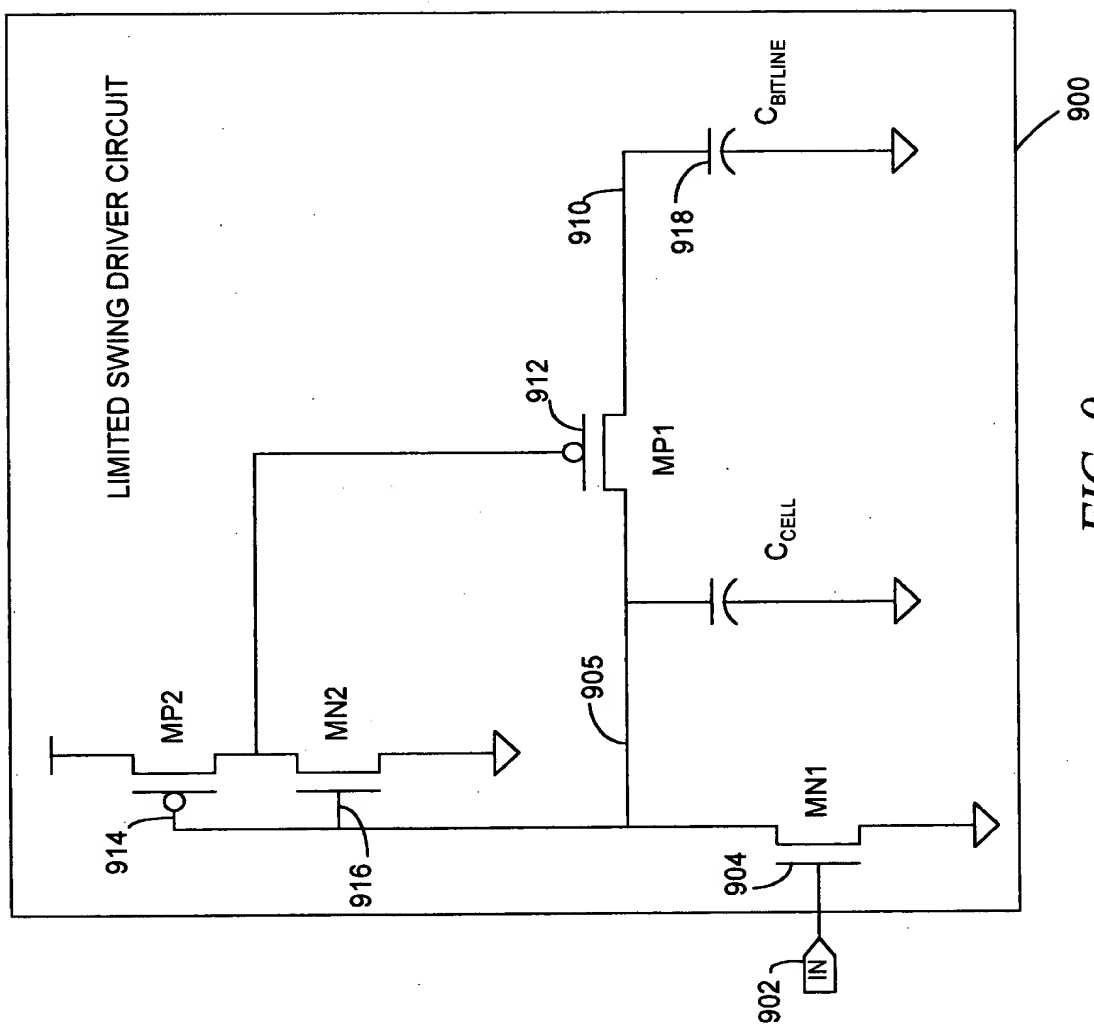 LIMITED SWING DRIVER CIRCUIT
914
MP2
916
MN2
912
MP1
905
910
918
C_CELL
C_BITLINE
902
IN
904
MN1
900
FIG. 9